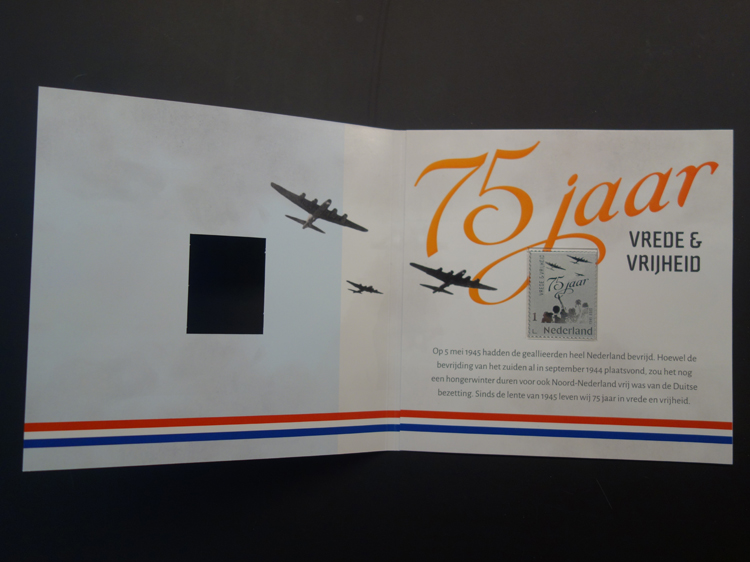 75 jaar
VREDE &
VRIJHEID
VREDE & VRIJHEID
75 jaar
1
Nederland
Op 5 mei 1945 hadden de geallieerden heel Nederland bevrijd. Hoewel de
bevrijding van het zuiden al in september 1944 plaatsvond, zou het nog
een hongerwinter duren voor ook Noord-Nederland vrij was van de Duitse
bezetting. Sinds de lente van 1945 leven wij 75 jaar in vrede en vrijheid.